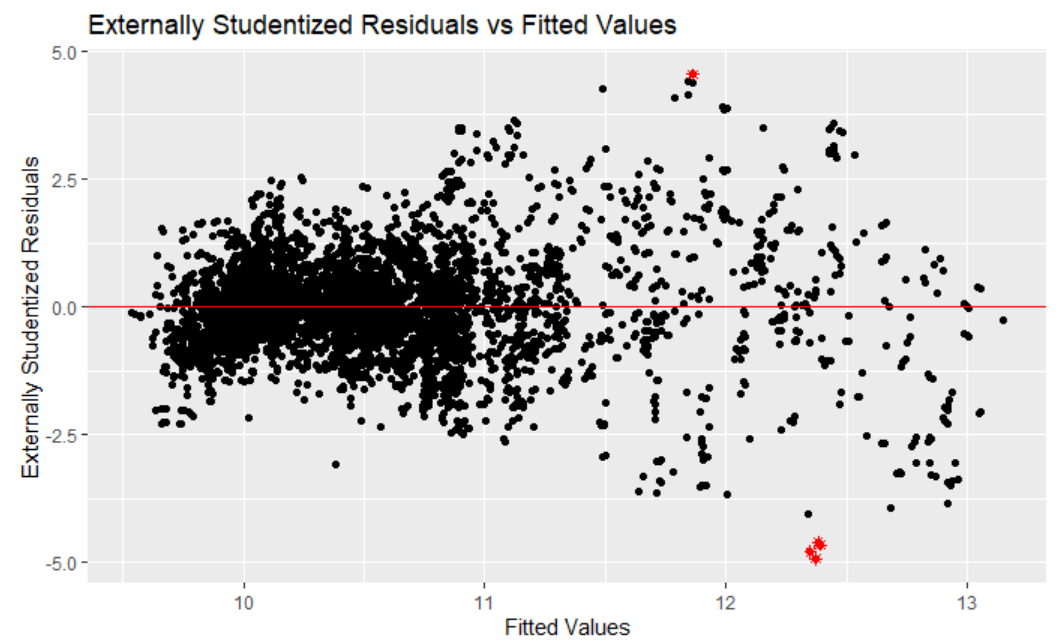 Externally Studentized Residuals vs Fitted Values
Externally Studentized Residuals
5.0
2.5
0.0
-2.5
-5.0
10 11 12 13
Fitted Values